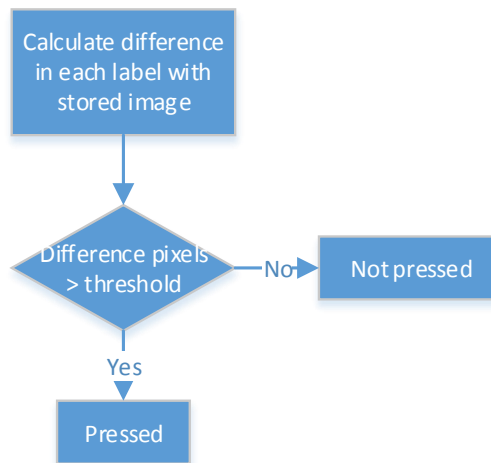 Calculate difference
in each label with
stored image
Difference pixels
> threshold
No
Not pressed
Yes
Pressed